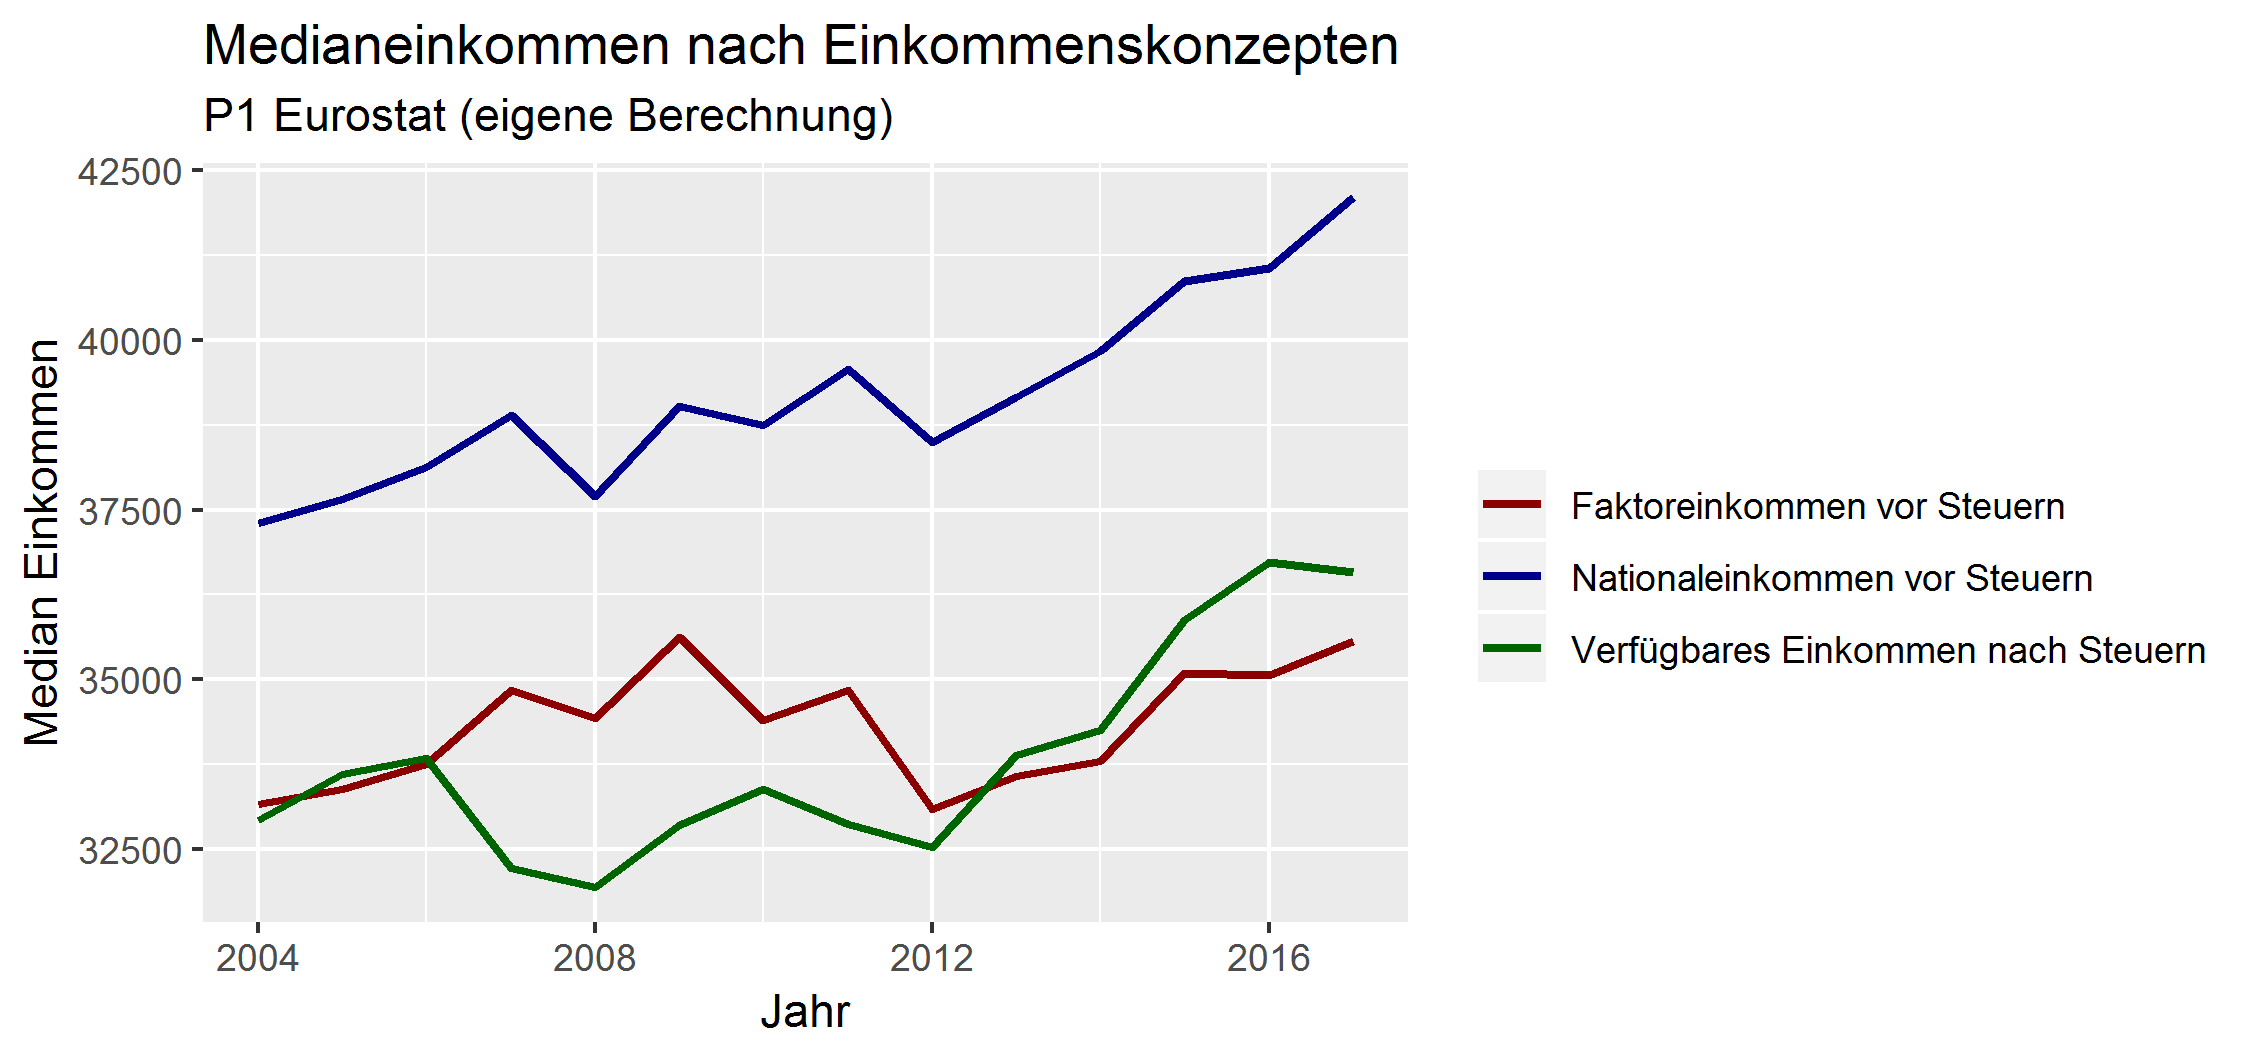 Medianeinkommen nach Einkommenskonzepten
P1 Eurostat (eigene Berechnung)
Median Einkommen
42500
40000
37500
35000
32500
2004
2008
2012
2016
Jahr
Faktoreinkommen vor Steuern
Nationaleinkommen vor Steuern
Verfügbares Einkommen nach Steuern